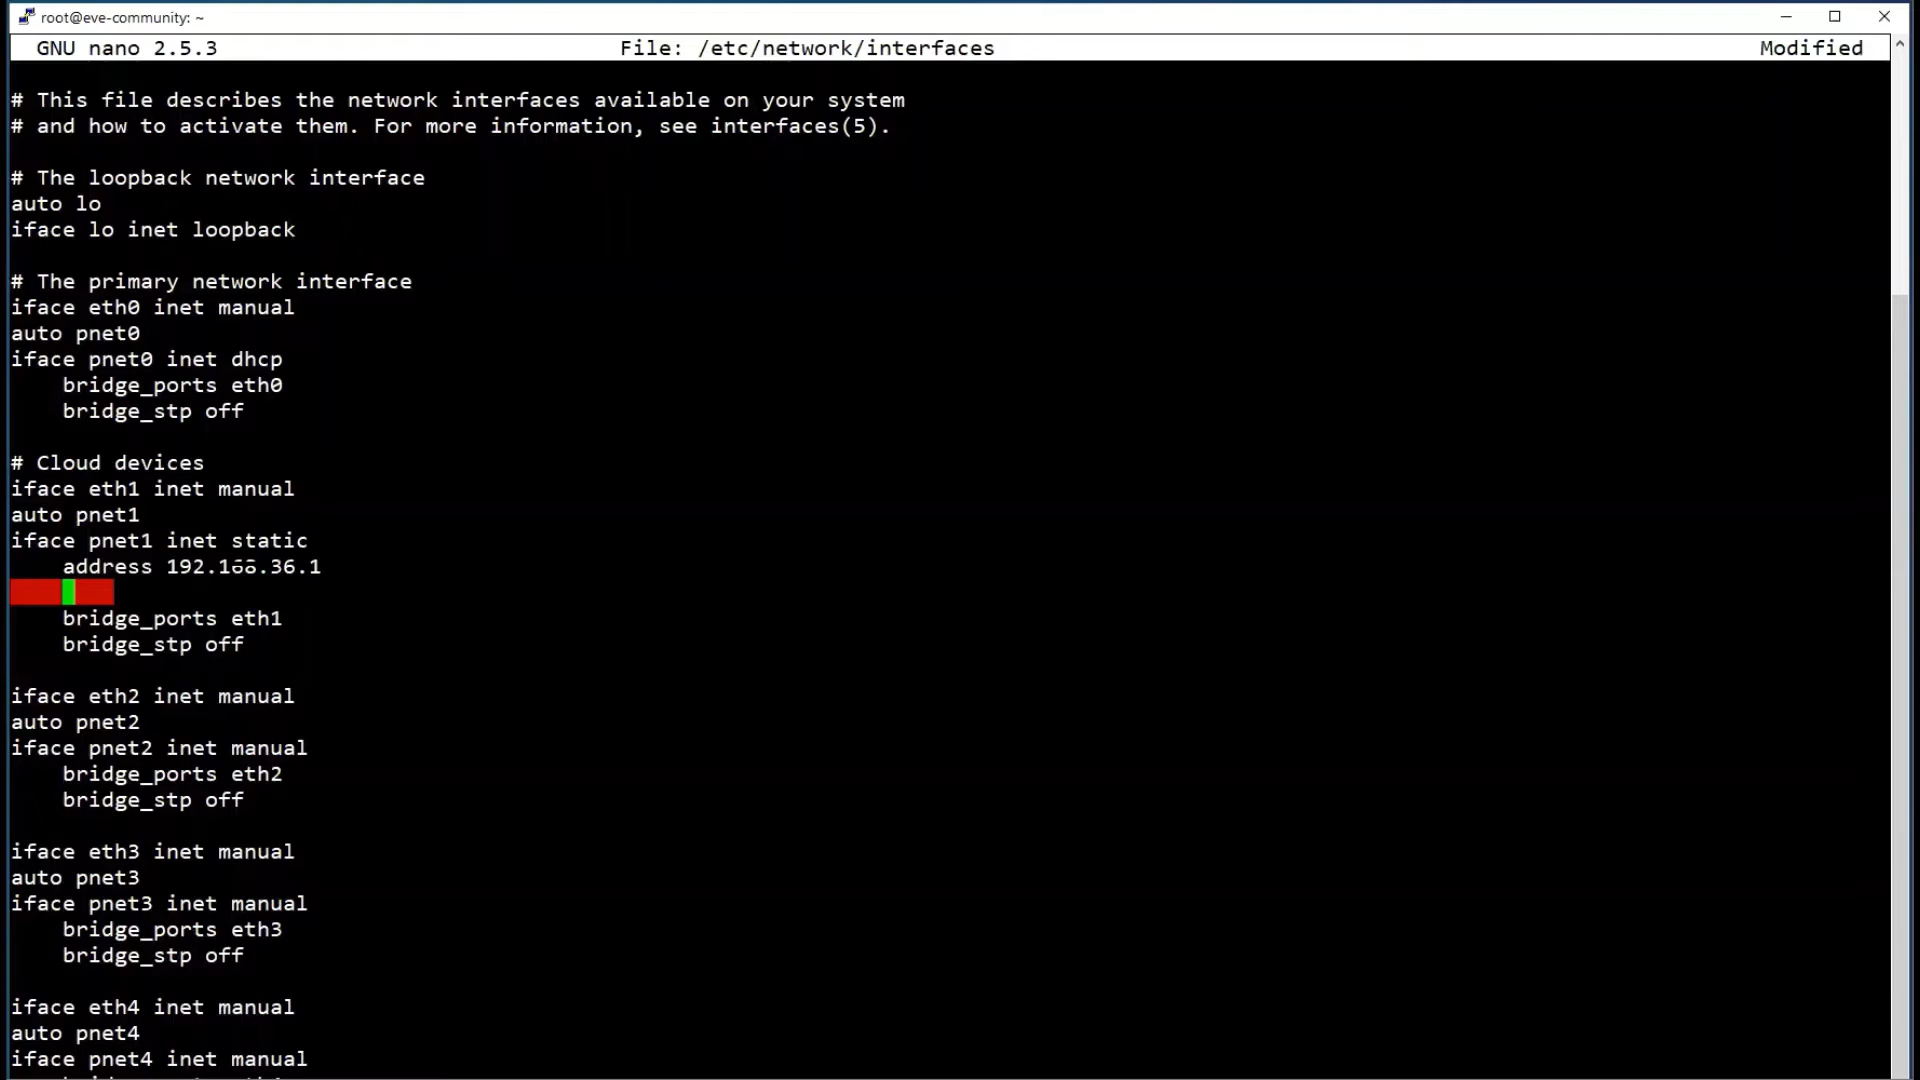 root@eve-community: ~
GNU nano 2.5.3 File: /etc/network/interfaces Modified
# This file describes the network interfaces available on your system
# and how to activate them. For more information, see interfaces(5).
# The loopback network interface
auto lo
iface lo inet loopback
# The primary network interface
iface eth0 inet manual
auto pnet0
iface pnet0 inet dhcp
    bridge_ports eth0
    bridge_stp off
# Cloud devices
iface eth1 inet manual
auto pnet1
iface pnet1 inet static
    address 192.168.36.1
    bridge_ports eth1
    bridge_stp off
iface eth2 inet manual
auto pnet2
iface pnet2 inet manual
    bridge_ports eth2
    bridge_stp off
iface eth3 inet manual
auto pnet3
iface pnet3 inet manual
    bridge_ports eth3
    bridge_stp off
iface eth4 inet manual
auto pnet4
iface pnet4 inet manual